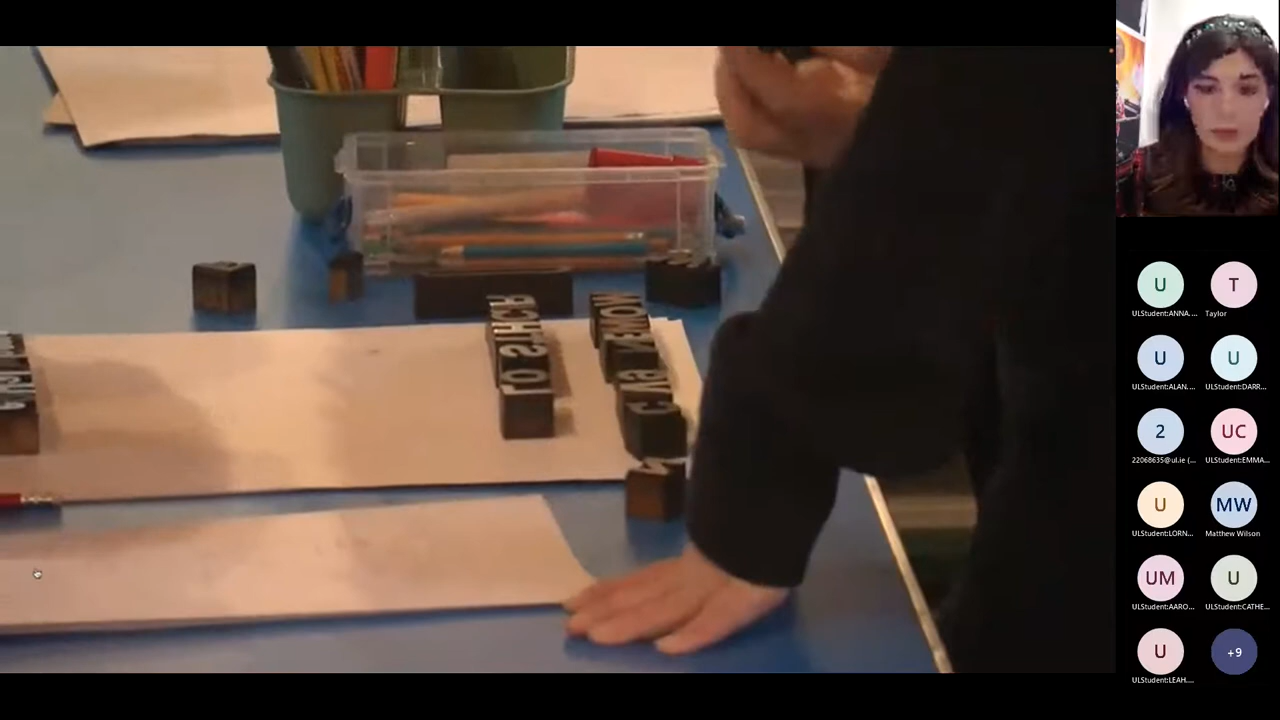 U
T
ULStudent:ANNA....
Taylor
U
U
ULStudent:ALAN....
ULStudent:DARR...
2
UC
22068635@ul.ie (...
ULStudent:EMMA...
U
MW
ULStudent:LORN...
Matthew Wilson
UM
U
ULStudent:AARO...
ULStudent:CATHE...
U
+9
ULStudent:LEAH....